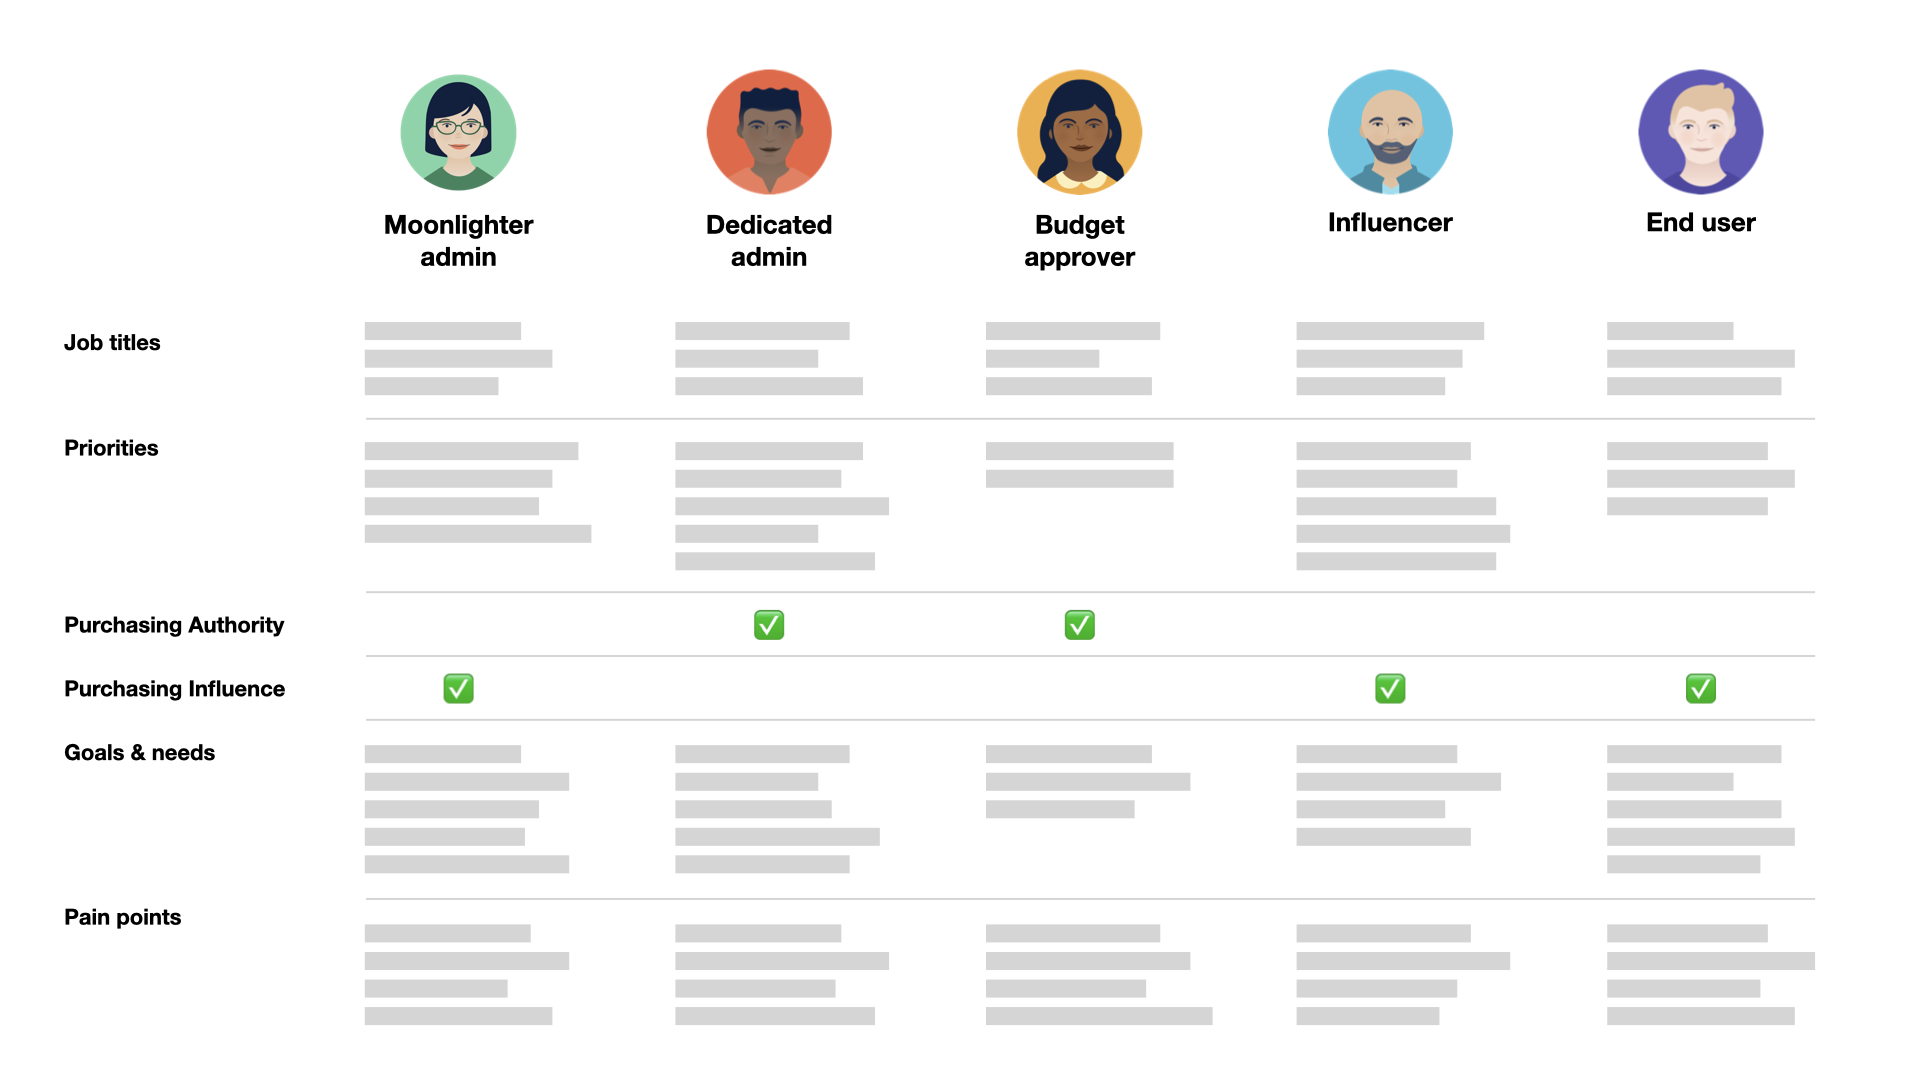 Moonlighter
admin
Dedicated
admin
Budget
approver
Influencer
End user
Job titles
Priorities
Purchasing Authority
Purchasing Influence
Goals & needs
Pain points